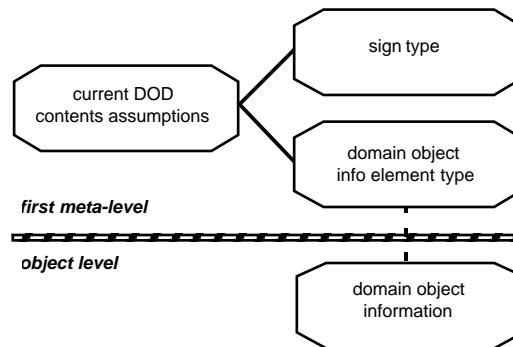 sign type
current DOD
contents assumptions
domain object
info element type
first meta-level
object level
domain object
information